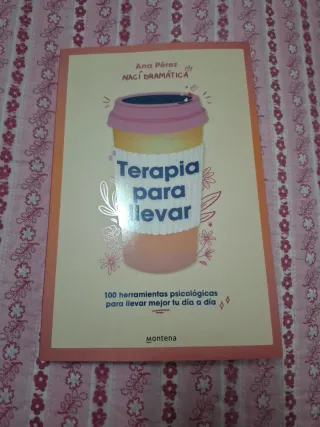 Ana Pérez
NACÍ DRAMÁTICA
Terapia
para
llevar
100 herramientas psicológicas
para llevar mejor tu día a día
Montena